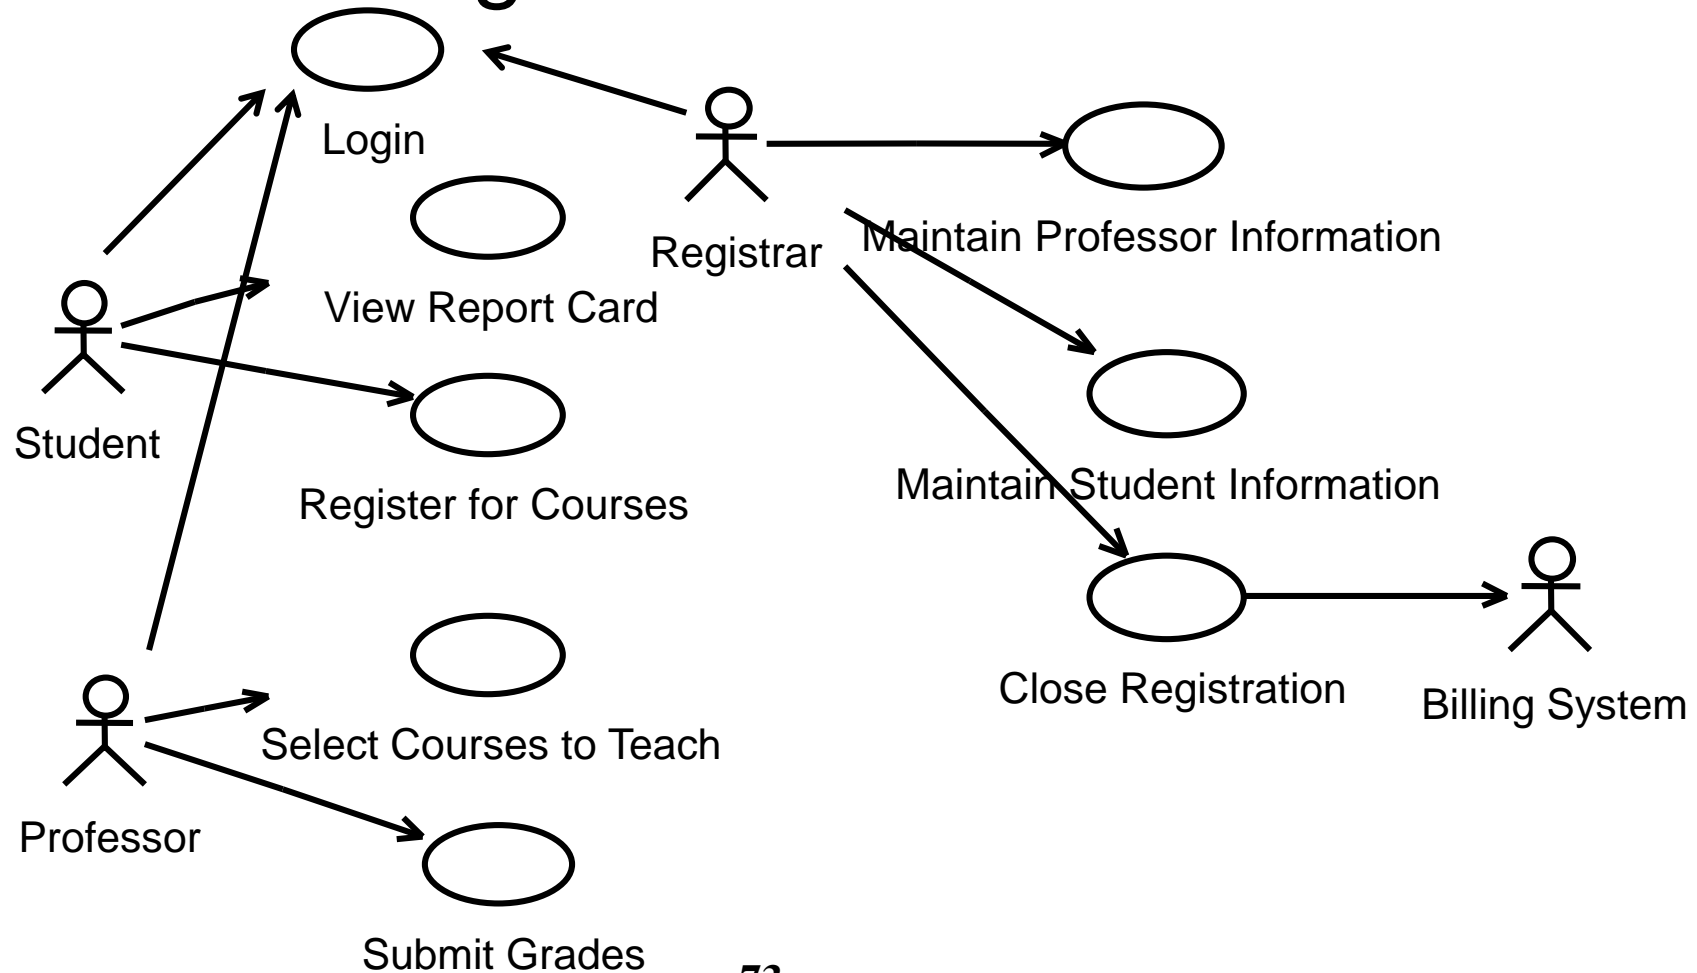 Login
Registrar
Maintain Professor Information
View Report Card
Student
Maintain Student Information
Register for Courses
Close Registration
Billing System
Select Courses to Teach
Professor
Submit Grades